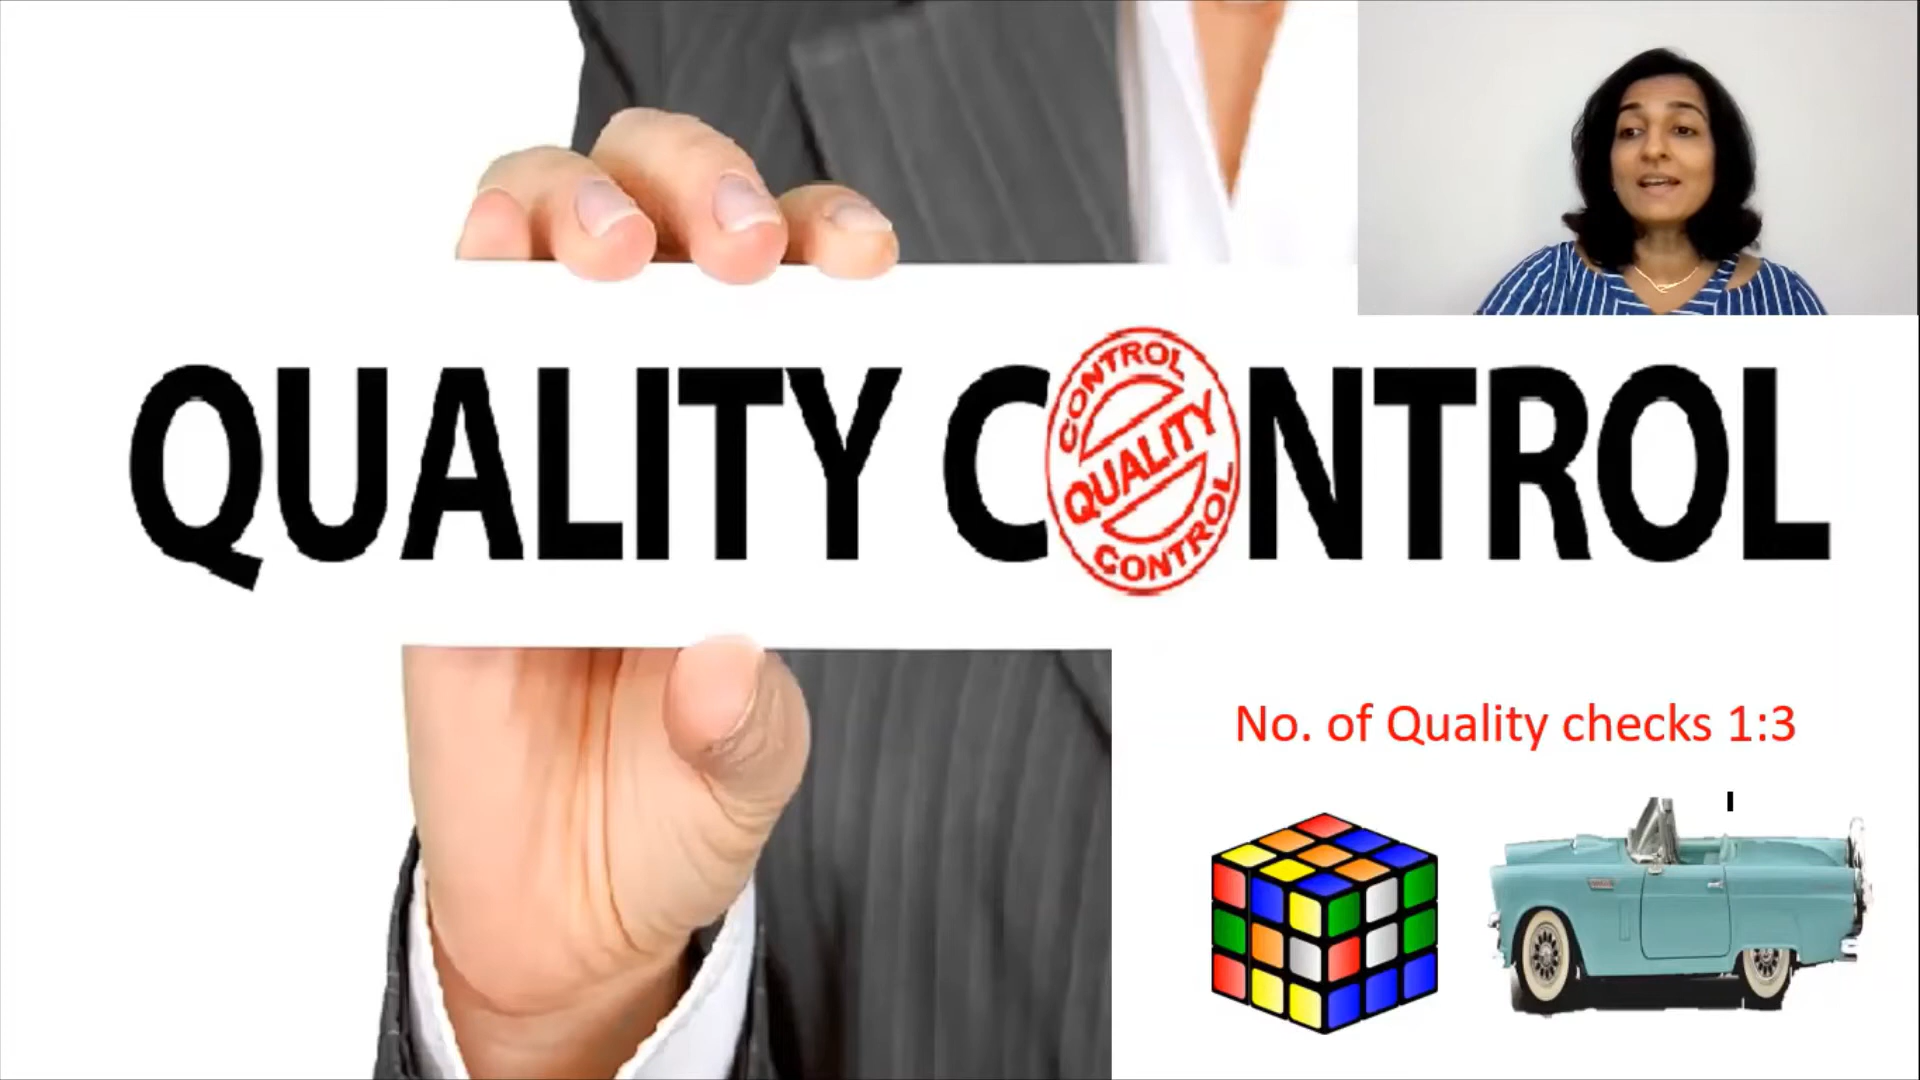 QUALITY CONTROL
CONTROL
QUALITY
CONTROL
No. of Quality checks 1:3